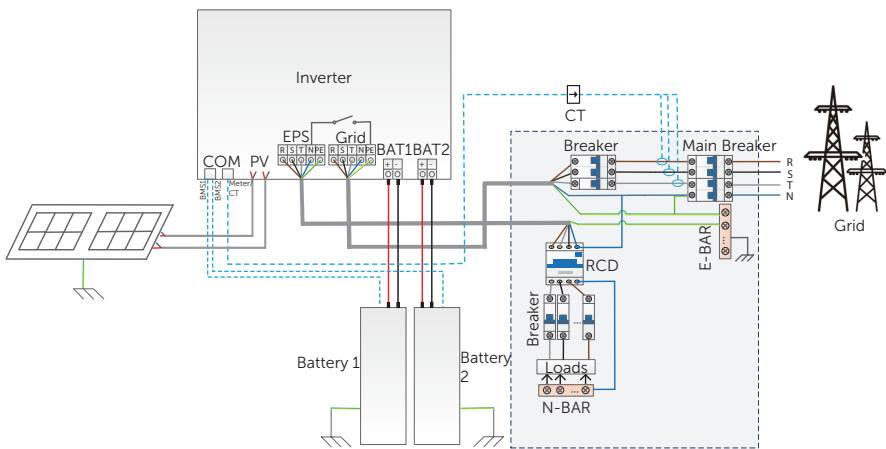 Inverter
EPS
Grid
R S T N PE
R S T N PE
BAT1 BAT2
+ -
+ -
COM
PV
BMS1
BMS2
Meter/
CT
CT
Breaker
Main Breaker
R
S
T
N
Grid
E-BAR
RCD
Breaker
...
Loads
...
N-BAR
Battery 1
Battery
2